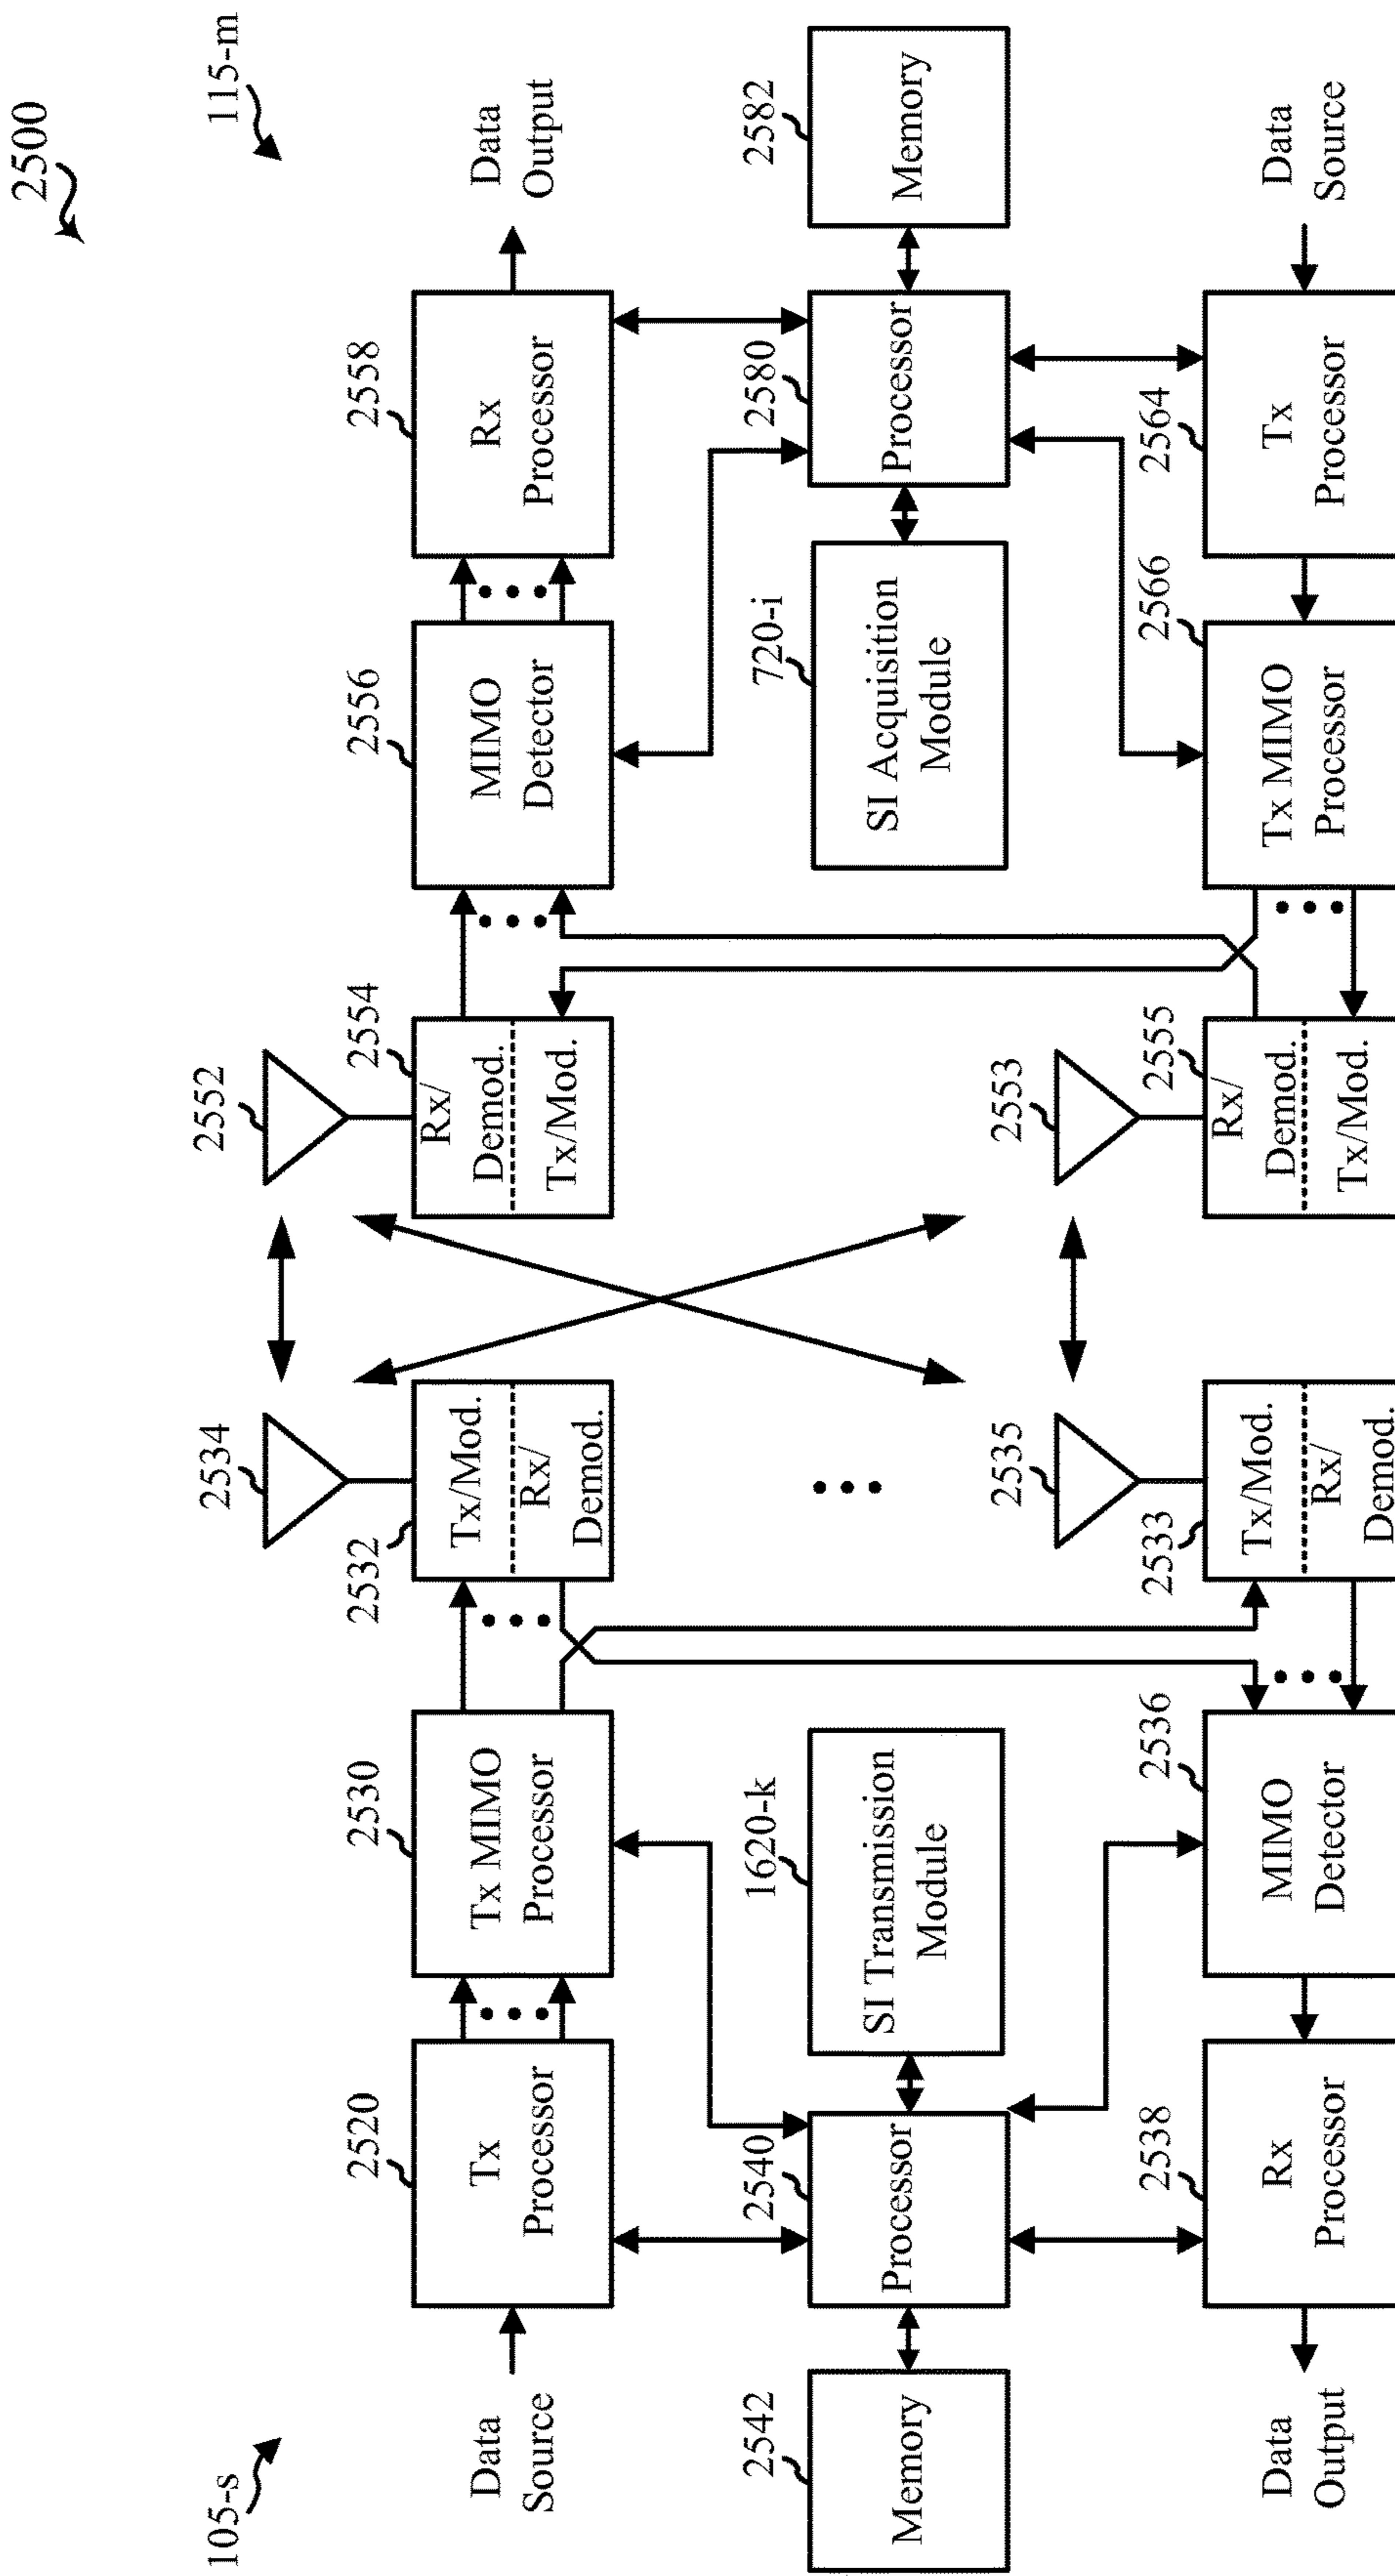 2500
105-s
115-m
2534
2552
2520
2530
2532
2554
2556
2558
Data
Source
Tx
Processor
Tx MIMO
Processor
Tx/Mod.
Rx/
Demod.
Rx/
Demod.
Tx/Mod.
MIMO
Detector
Rx
Processor
Data
Output
2542
2540
1620-k
720-i
2580
2582
Memory
Processor
SI Transmission
Module
SI Acquisition
Module
Processor
Memory
2535
2553
2538
2536
2533
2555
2566
2564
Data
Output
Rx
Processor
MIMO
Detector
Tx/Mod.
Rx/
Demod.
Rx/
Demod.
Tx/Mod.
Tx MIMO
Processor
Tx
Processor
Data
Source